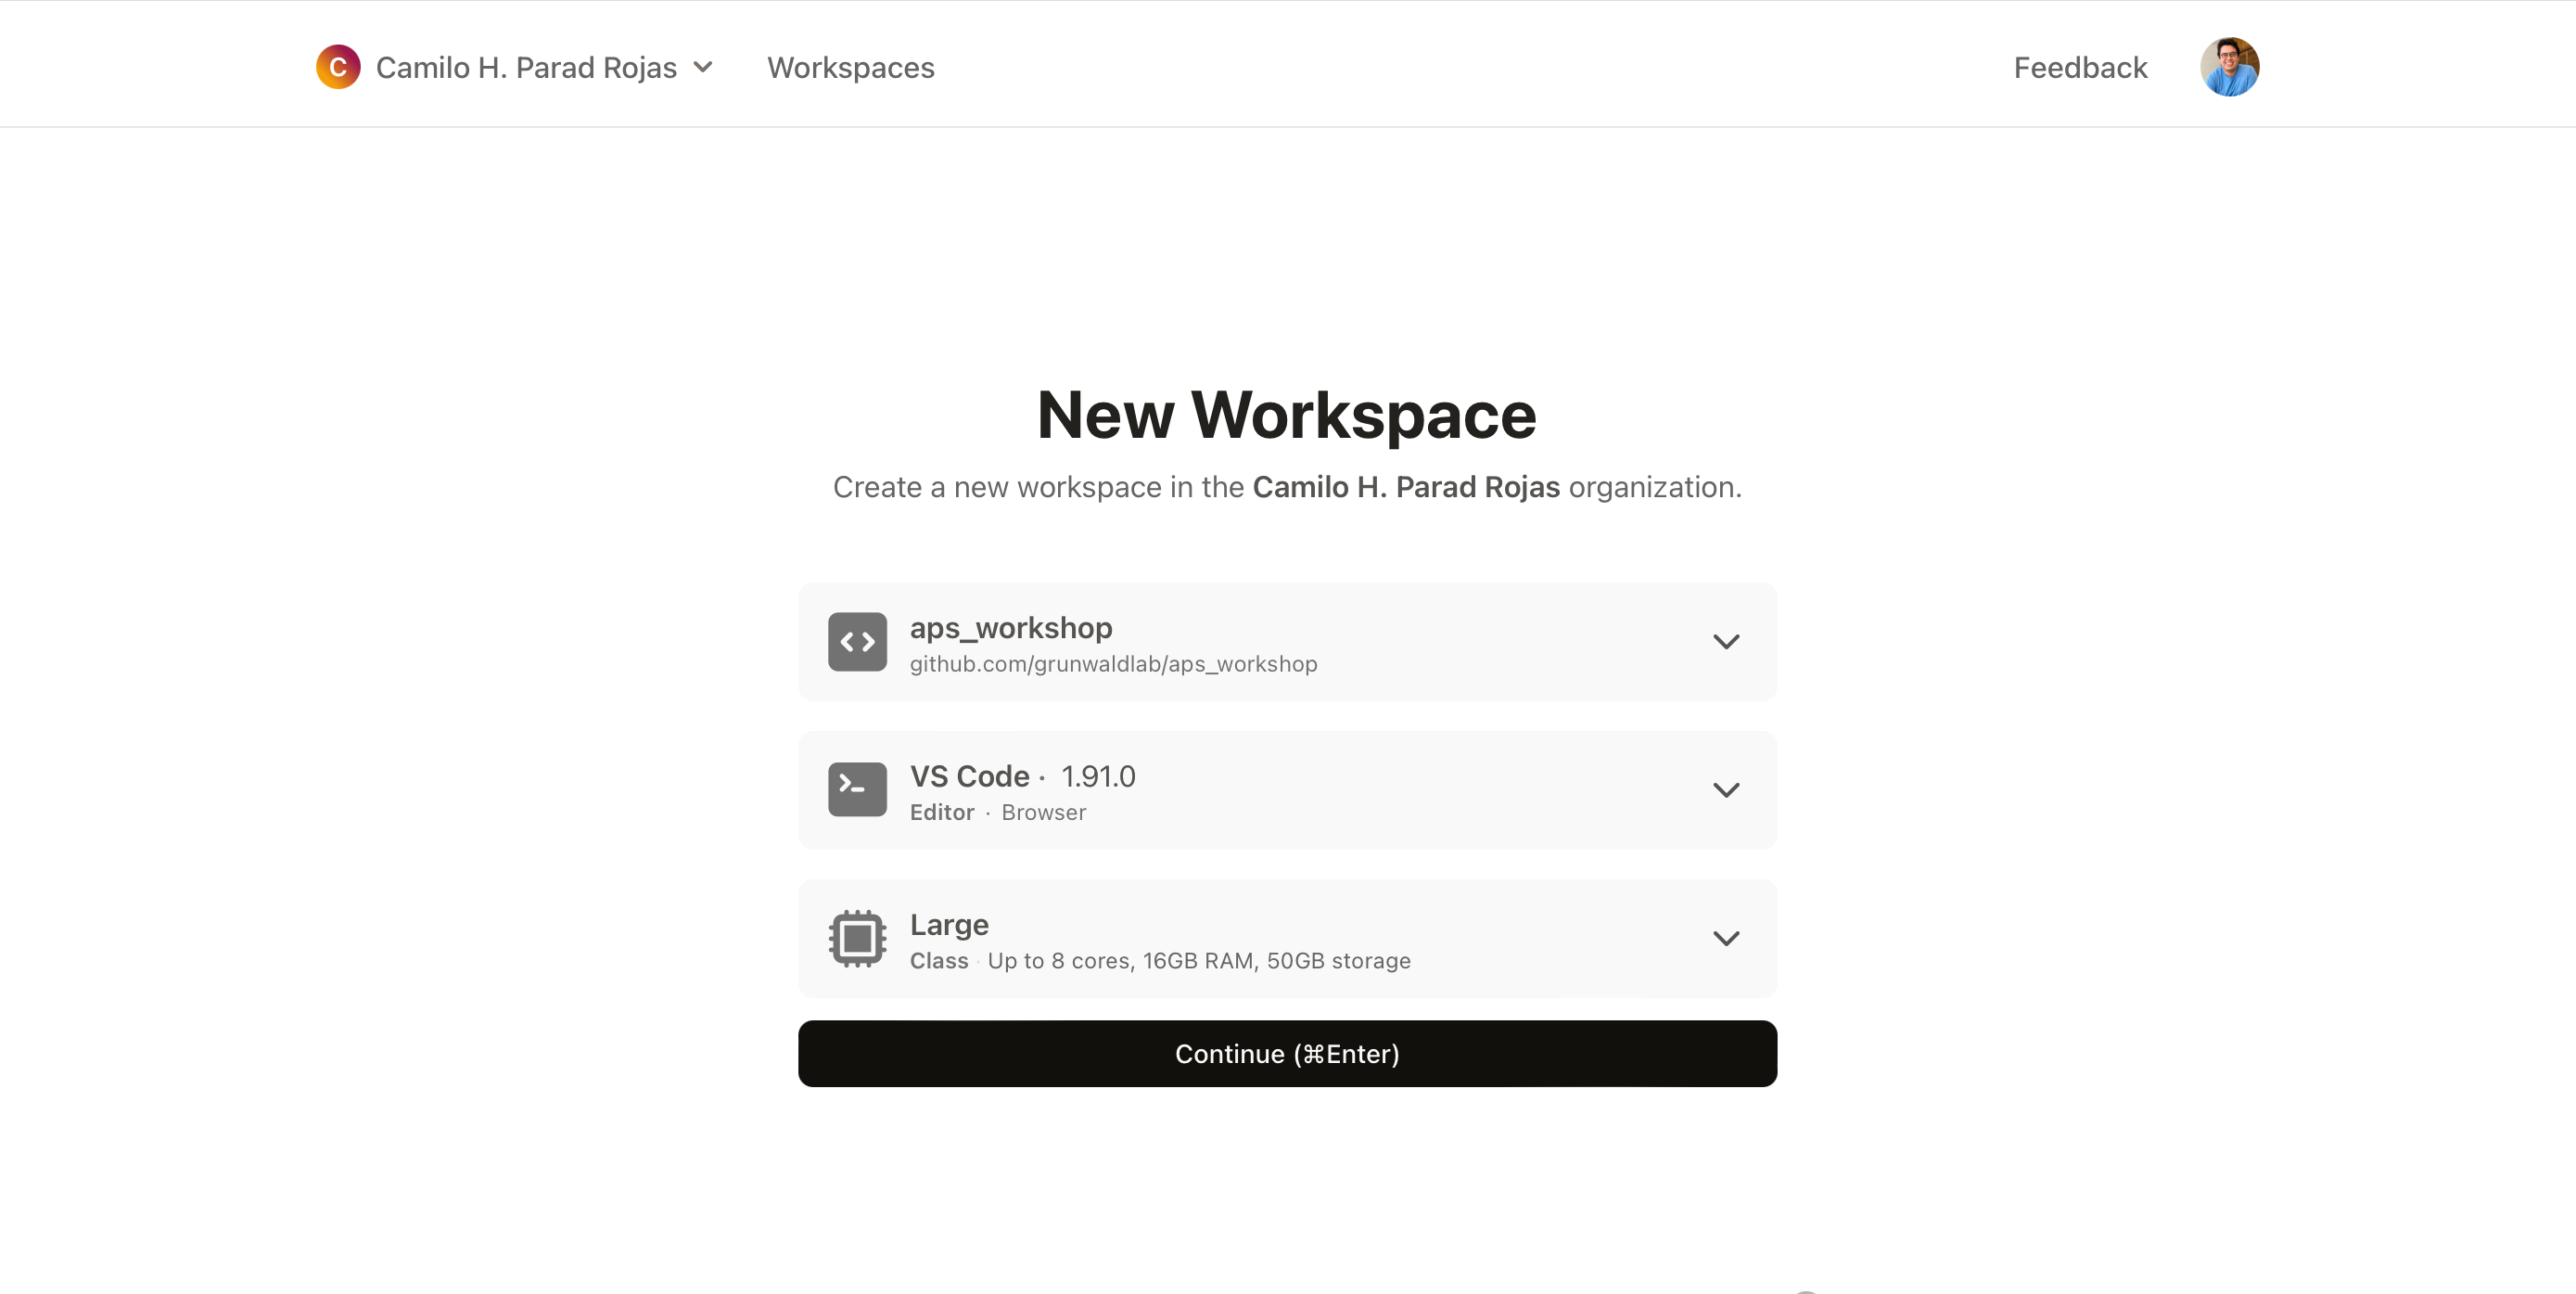 C Camilo H. Parad Rojas Workspaces Feedback
New Workspace
Create a new workspace in the Camilo H. Parad Rojas organization.
aps_workshop
github.com/grunwaldlab/aps_workshop
VS Code · 1.91.0
Editor · Browser
Large
Class · Up to 8 cores, 16GB RAM, 50GB storage
Continue (⌘Enter)